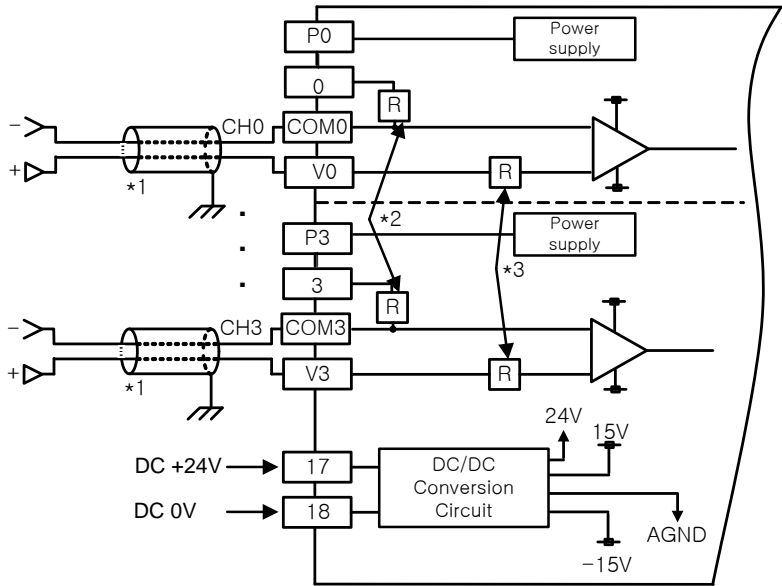 P0
Power
supply
0
R
CH0
COM0
-
+
*1
V0
R
*2
P3
Power
supply
*3
3
R
CH3
COM3
-
+
*1
V3
R
24V
15V
DC +24V
17
DC/DC
Conversion
Circuit
DC 0V
18
AGND
-15V